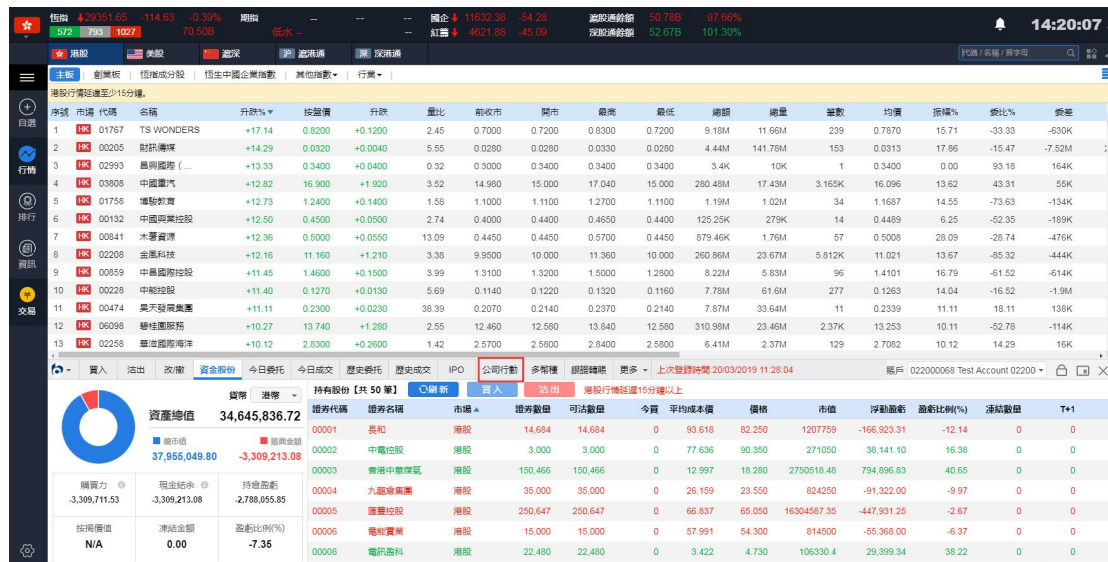 恆指 29351.65 -114.63 -0.39% 期指 -- -- -- 國企 11632.38 -54.28 滬股通餘額 50.78B 97.66%
572 793 1027 70.50B 低水 -- 紅籌 4621.88 -45.09 深股通餘額 52.67B 101.30% 14:20:07
港股 美股 滬深 滬 滬港通 深 深港通 代碼/名稱/首字母
主板 創業板 恆指成分股 恆生中國企業指數 其他指數 行業
港股行情延遲至少15分鐘。
序號 市場 代碼 名稱 升跌% 按盤價 升跌 量比 前收市 開市 最高 最低 總額 總量 筆數 均價 振幅% 委比% 委差
1 HK 01767 TS WONDERS +17.14 0.8200 +0.1200 2.45 0.7000 0.7200 0.8300 0.7200 9.18M 11.66M 239 0.7870 15.71 -33.33 -630K
2 HK 00205 財訊傳媒 +14.29 0.0320 +0.0040 5.55 0.0280 0.0280 0.0330 0.0280 4.44M 141.78M 153 0.0313 17.86 -15.47 -7.52M
3 HK 02993 昌興國際 (... +13.33 0.3400 +0.0400 0.32 0.3000 0.3400 0.3400 0.3400 3.4K 10K 1 0.3400 0.00 93.18 164K
4 HK 03808 中國重汽 +12.82 16.900 +1.920 3.52 14.980 15.000 17.040 15.000 280.48M 17.43M 3.165K 16.096 13.62 43.31 55K
5 HK 01758 博駿教育 +12.73 1.2400 +0.1400 1.58 1.1000 1.1100 1.2700 1.1100 1.19M 1.02M 34 1.1687 14.55 -73.63 -134K
6 HK 00132 中國興業控股 +12.50 0.4500 +0.0500 2.74 0.4000 0.4400 0.4650 0.4400 125.25K 279K 14 0.4489 6.25 -52.35 -189K
7 HK 00841 木薯資源 +12.36 0.5000 +0.0550 13.09 0.4450 0.4450 0.5700 0.4450 879.46K 1.76M 57 0.5008 28.09 -28.74 -476K
8 HK 02208 金風科技 +12.16 11.160 +1.210 3.38 9.9500 10.000 11.360 10.000 260.86M 23.67M 5.812K 11.021 13.67 -85.32 -444K
9 HK 00859 中昌國際控股 +11.45 1.4600 +0.1500 3.99 1.3100 1.3200 1.5000 1.2800 8.22M 5.83M 96 1.4101 16.79 -61.52 -614K
10 HK 00228 中能控股 +11.40 0.1270 +0.0130 5.69 0.1140 0.1220 0.1320 0.1160 7.78M 61.6M 277 0.1263 14.04 -16.52 -1.9M
11 HK 00474 昊天發展集團 +11.11 0.2300 +0.0230 38.39 0.2070 0.2140 0.2370 0.2140 7.87M 33.64M 11 0.2339 11.11 18.11 138K
12 HK 06098 碧桂園服務 +10.27 13.740 +1.280 2.55 12.460 12.580 13.840 12.580 310.98M 23.46M 2.37K 13.253 10.11 -52.78 -114K
13 HK 02258 華滋國際海洋 +10.12 2.8300 +0.2600 1.42 2.5700 2.5800 2.8400 2.5800 6.41M 2.37M 129 2.7082 10.12 14.29 16K
自選
行情
排行
資訊
交易
買入 沽出 改/撤 資金股份 今日委托 今日成交 歷史委托 歷史成交 IPO 公司行動 多幣種 銀證轉賬 更多 上次登錄時間:20/03/2019 11:28:04 賬戶 022000068 Test Account 02200
貨幣 港幣 持有股份【共 50 筆】 刷新 買入 沽出 港股行情延遲15分鐘以上
資產總值 34,645,836.72
總市值 賬面金額
37,955,049.80 -3,309,213.08
購買力 現金結余 持倉盈虧
-3,309,711.53 -3,309,213.08 -2,788,055.85
按揭價值 凍結金額 盈虧比例(%)
N/A 0.00 -7.35
證券代碼 證券名稱 市場 證券數量 可沽數量 今買 平均成本價 價格 市值 浮動盈虧 盈虧比例(%) 凍結數量 T+1
00001 長和 港股 14,684 14,684 0 93.618 82.250 1207759 -166,923.31 -12.14 0 0
00002 中電控股 港股 3,000 3,000 0 77.636 90.350 271050 38,141.10 16.38 0 0
00003 香港中華煤氣 港股 150,466 150,466 0 12.997 18.280 2750518.48 794,896.83 40.65 0 0
00004 九龍倉集團 港股 35,000 35,000 0 26.159 23.550 824250 -91,322.00 -9.97 0 0
00005 匯豐控股 港股 250,647 250,647 0 66.837 65.050 16304587.35 -447,931.25 -2.67 0 0
00006 電能實業 港股 15,000 15,000 0 57.991 54.300 814500 -55,368.00 -6.37 0 0
00008 電訊盈科 港股 22,480 22,480 0 3.422 4.730 106330.4 29,399.34 38.22 0 0